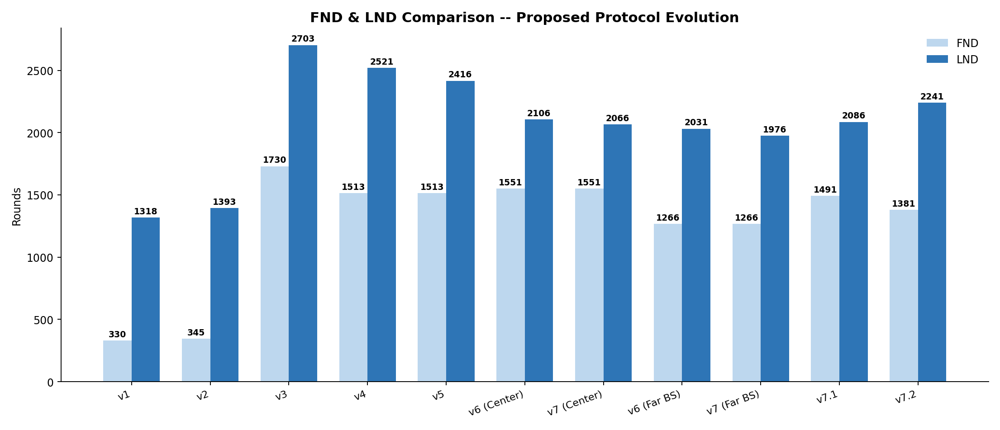 FND & LND Comparison -- Proposed Protocol Evolution
FND
LND
Rounds
2500
2000
1500
1000
500
0
330
1318
345
1393
1730
2703
1513
2521
1513
2416
1551
2106
1551
2066
1266
2031
1266
1976
1491
2086
1381
2241
v1
v2
v3
v4
v5
v6 (Center)
v7 (Center)
v6 (Far BS)
v7 (Far BS)
v7.1
v7.2